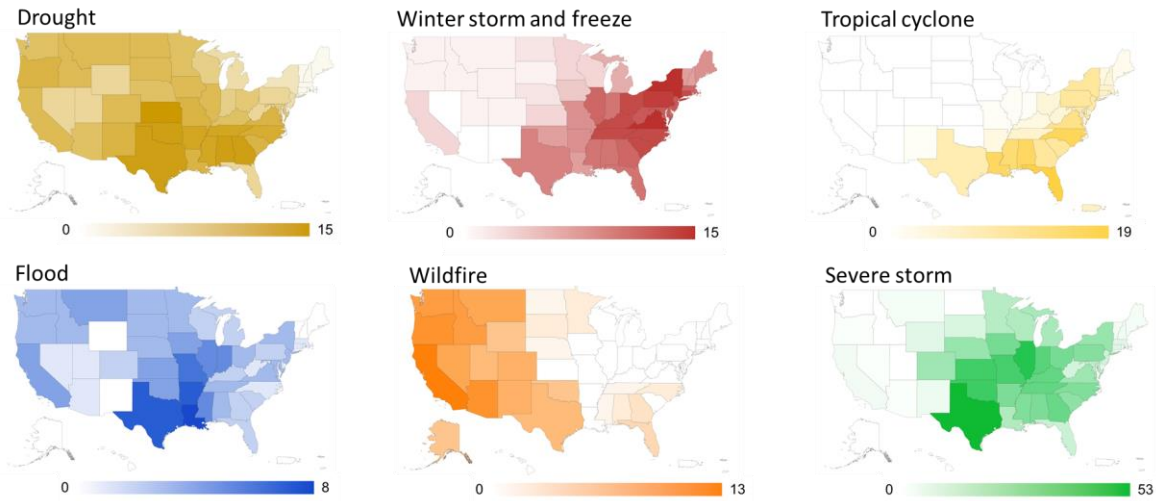 Drought
Winter storm and freeze
Tropical cyclone
0 15
0 15
0 19
Flood
Wildfire
Severe storm
0 8
0 13
0 53